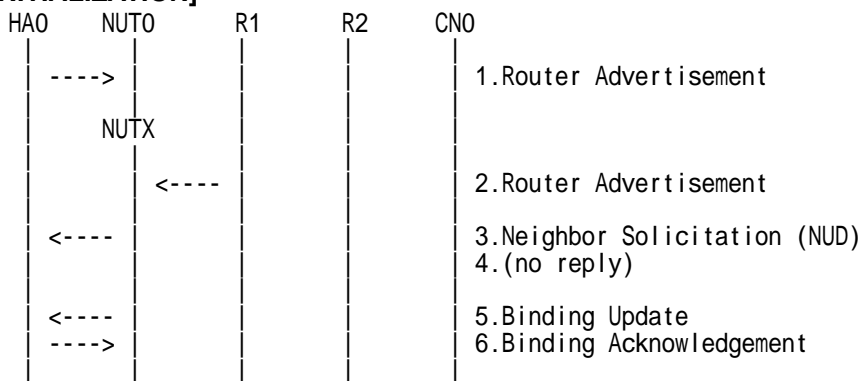 HA0 NUT0 R1 R2 CN0
----> 1.Router Advertisement
NUTX
<---- 2.Router Advertisement
<---- 3.Neighbor Solicitation (NUD)
4.(no reply)
<---- 5.Binding Update
----> 6.Binding Acknowledgement